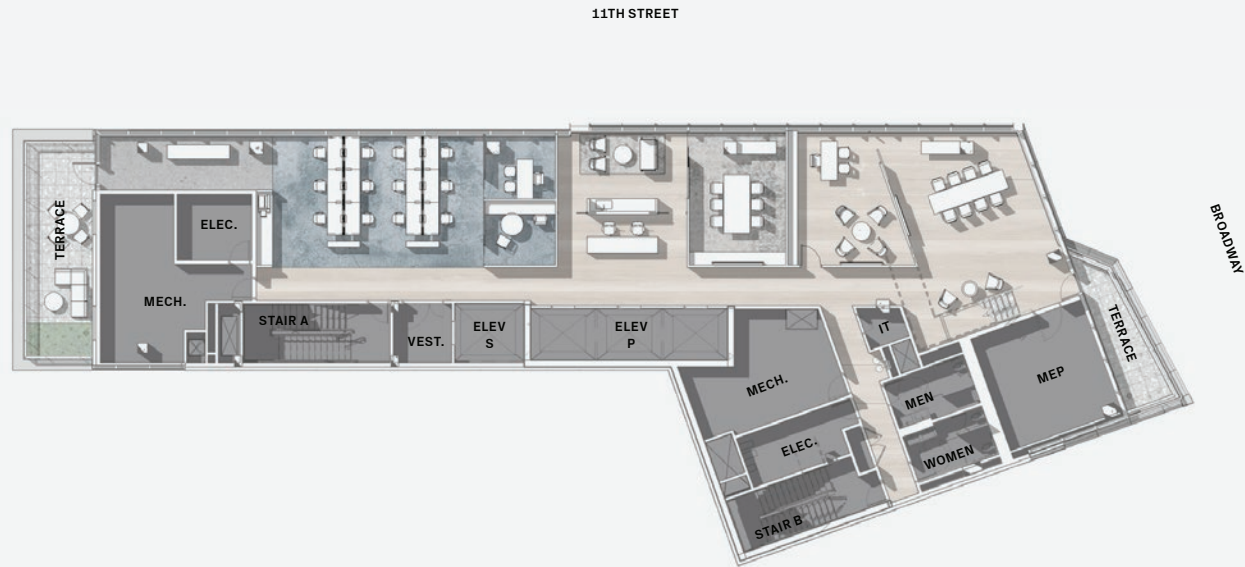 11TH STREET
BROADWAY
TERRACE
ELEC.
MECH.
STAIR A
VEST.
ELEV
S
ELEV
P
IT
TERRACE
MECH.
MEN
MEP
ELEC.
WOMEN
STAIR B